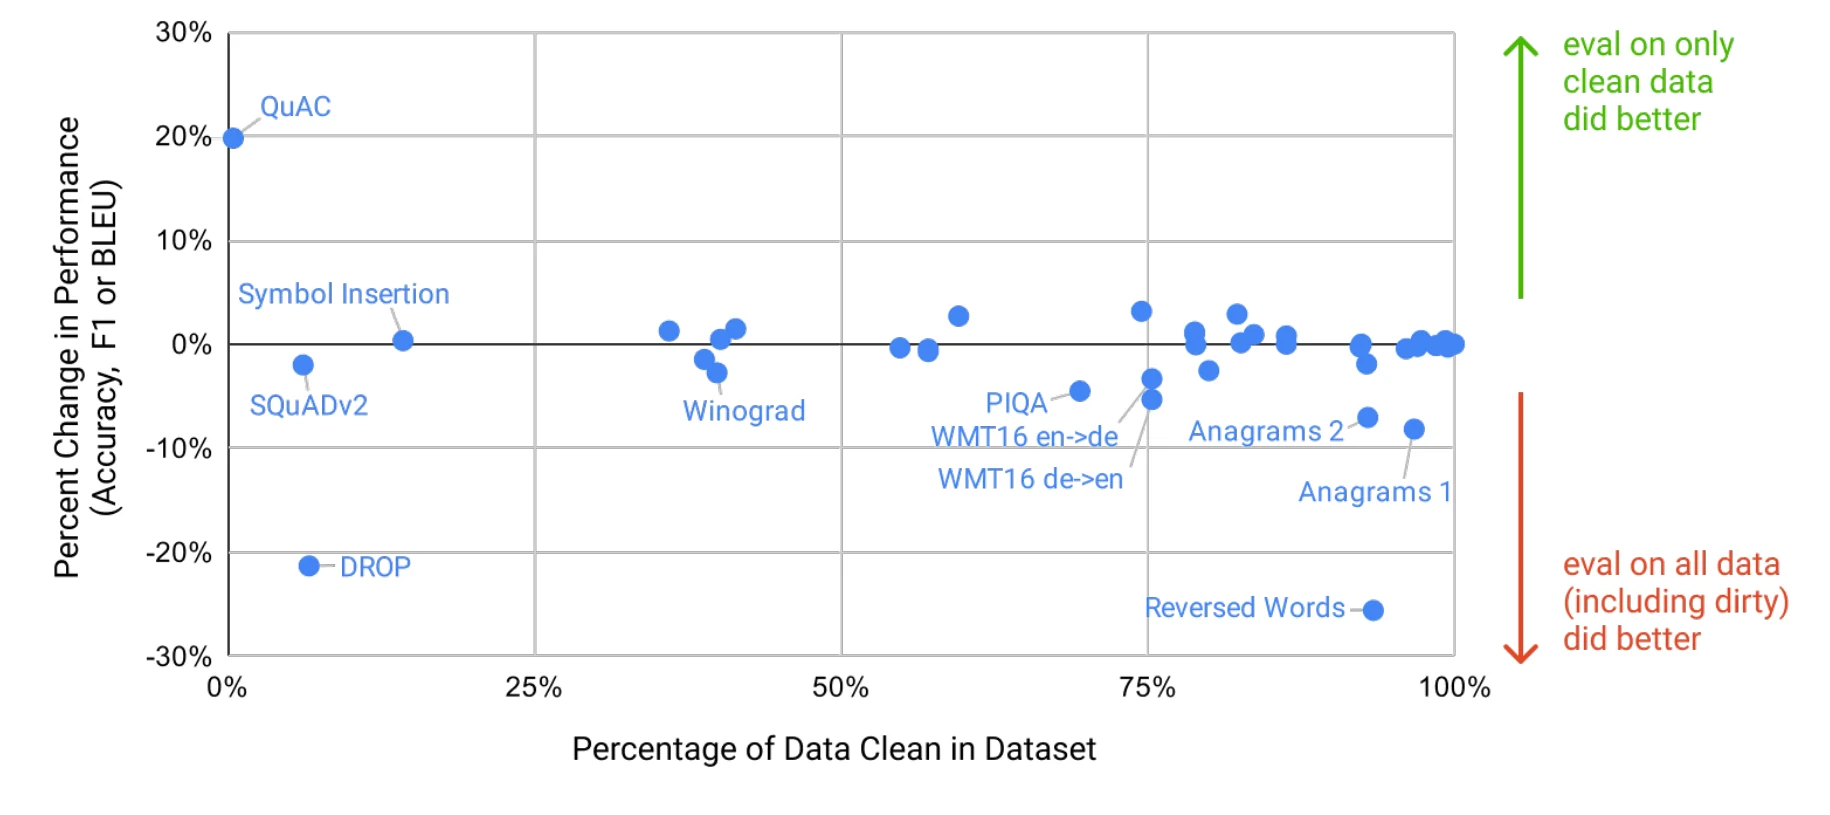 30%
20%
10%
0%
-10%
-20%
-30%
0%
25%
50%
75%
100%
Percent Change in Performance
(Accuracy, F1 or BLEU)
Percentage of Data Clean in Dataset
QuAC
Symbol Insertion
SQuADv2
DROP
Winograd
PIQA
WMT16 en->de
WMT16 de->en
Anagrams 2
Anagrams 1
Reversed Words
eval on only
clean data
did better
eval on all data
(including dirty)
did better